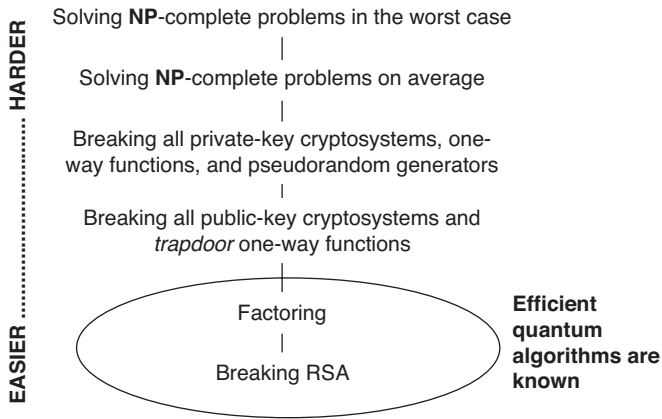 Solving NP-complete problems in the worst case
Solving NP-complete problems on average
Breaking all private-key cryptosystems, one-
way functions, and pseudorandom generators
Breaking all public-key cryptosystems and
trapdoor one-way functions
Factoring
Breaking RSA
Efficient
quantum
algorithms are
known
EASIER ........................... HARDER